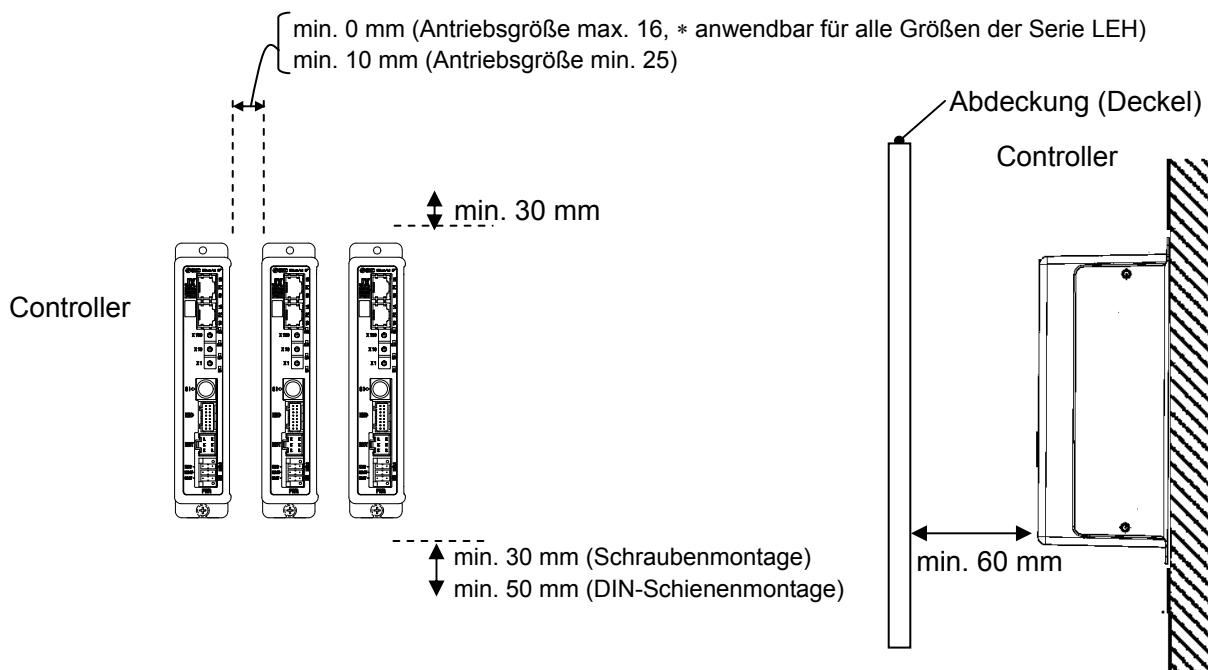 min. 0 mm (Antriebsgröße max. 16, * anwendbar für alle Größen der Serie LEH)
min. 10 mm (Antriebsgröße min. 25)
Abdeckung (Deckel)
Controller
min. 30 mm
Controller
min. 60 mm
min. 30 mm (Schraubenmontage)
min. 50 mm (DIN-Schienenmontage)